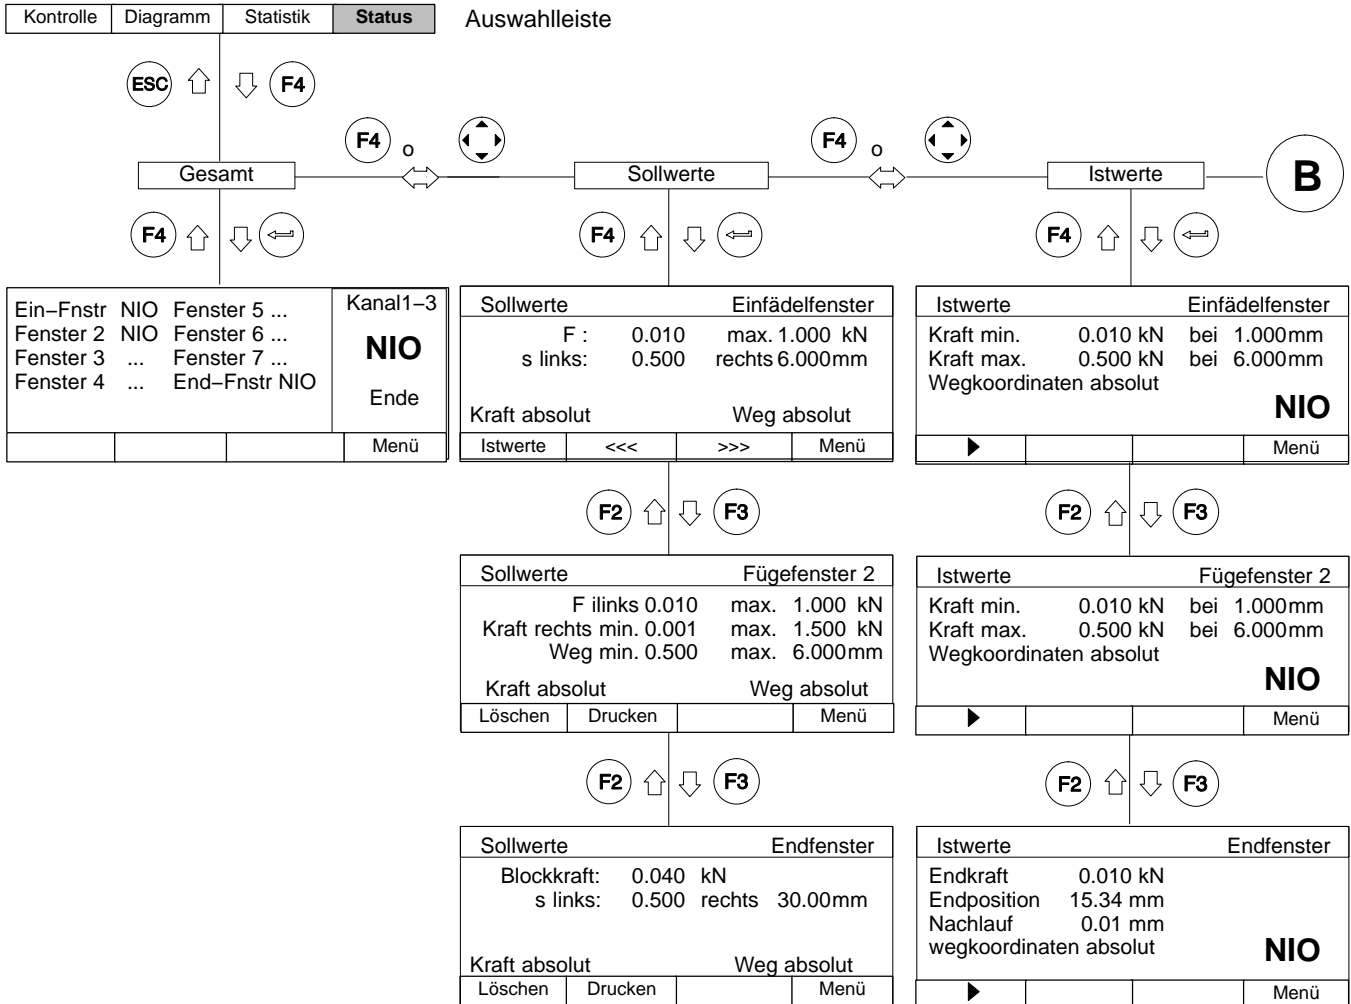 Kontrolle Diagramm Statistik Status Auswahlleiste
ESC F4
F4 o F4 o
Gesamt Sollwerte Istwerte B
F4 F4 F4
Ein–Fnstr NIO Fenster 5 ... Kanal1–3
Fenster 2 NIO Fenster 6 ...
Fenster 3 ... Fenster 7 ... NIO
Fenster 4 ... End–Fnstr NIO
Ende
Menü
Sollwerte Einfädelfenster
F : 0.010 max. 1.000 kN
s links: 0.500 rechts 6.000mm
Kraft absolut Weg absolut
Istwerte <<< >>> Menü
Istwerte Einfädelfenster
Kraft min. 0.010 kN bei 1.000mm
Kraft max. 0.500 kN bei 6.000mm
Wegkoordinaten absolut
NIO
Menü
F2 F3 F2 F3
Sollwerte Fügefenster 2
F ilinks 0.010 max. 1.000 kN
Kraft rechts min. 0.001 max. 1.500 kN
Weg min. 0.500 max. 6.000mm
Kraft absolut Weg absolut
Löschen Drucken Menü
Istwerte Fügefenster 2
Kraft min. 0.010 kN bei 1.000mm
Kraft max. 0.500 kN bei 6.000mm
Wegkoordinaten absolut
NIO
Menü
F2 F3 F2 F3
Sollwerte Endfenster
Blockkraft: 0.040 kN
s links: 0.500 rechts 30.00mm
Kraft absolut Weg absolut
Löschen Drucken Menü
Istwerte Endfenster
Endkraft 0.010 kN
Endposition 15.34 mm
Nachlauf 0.01 mm
wegkoordinaten absolut NIO
Menü